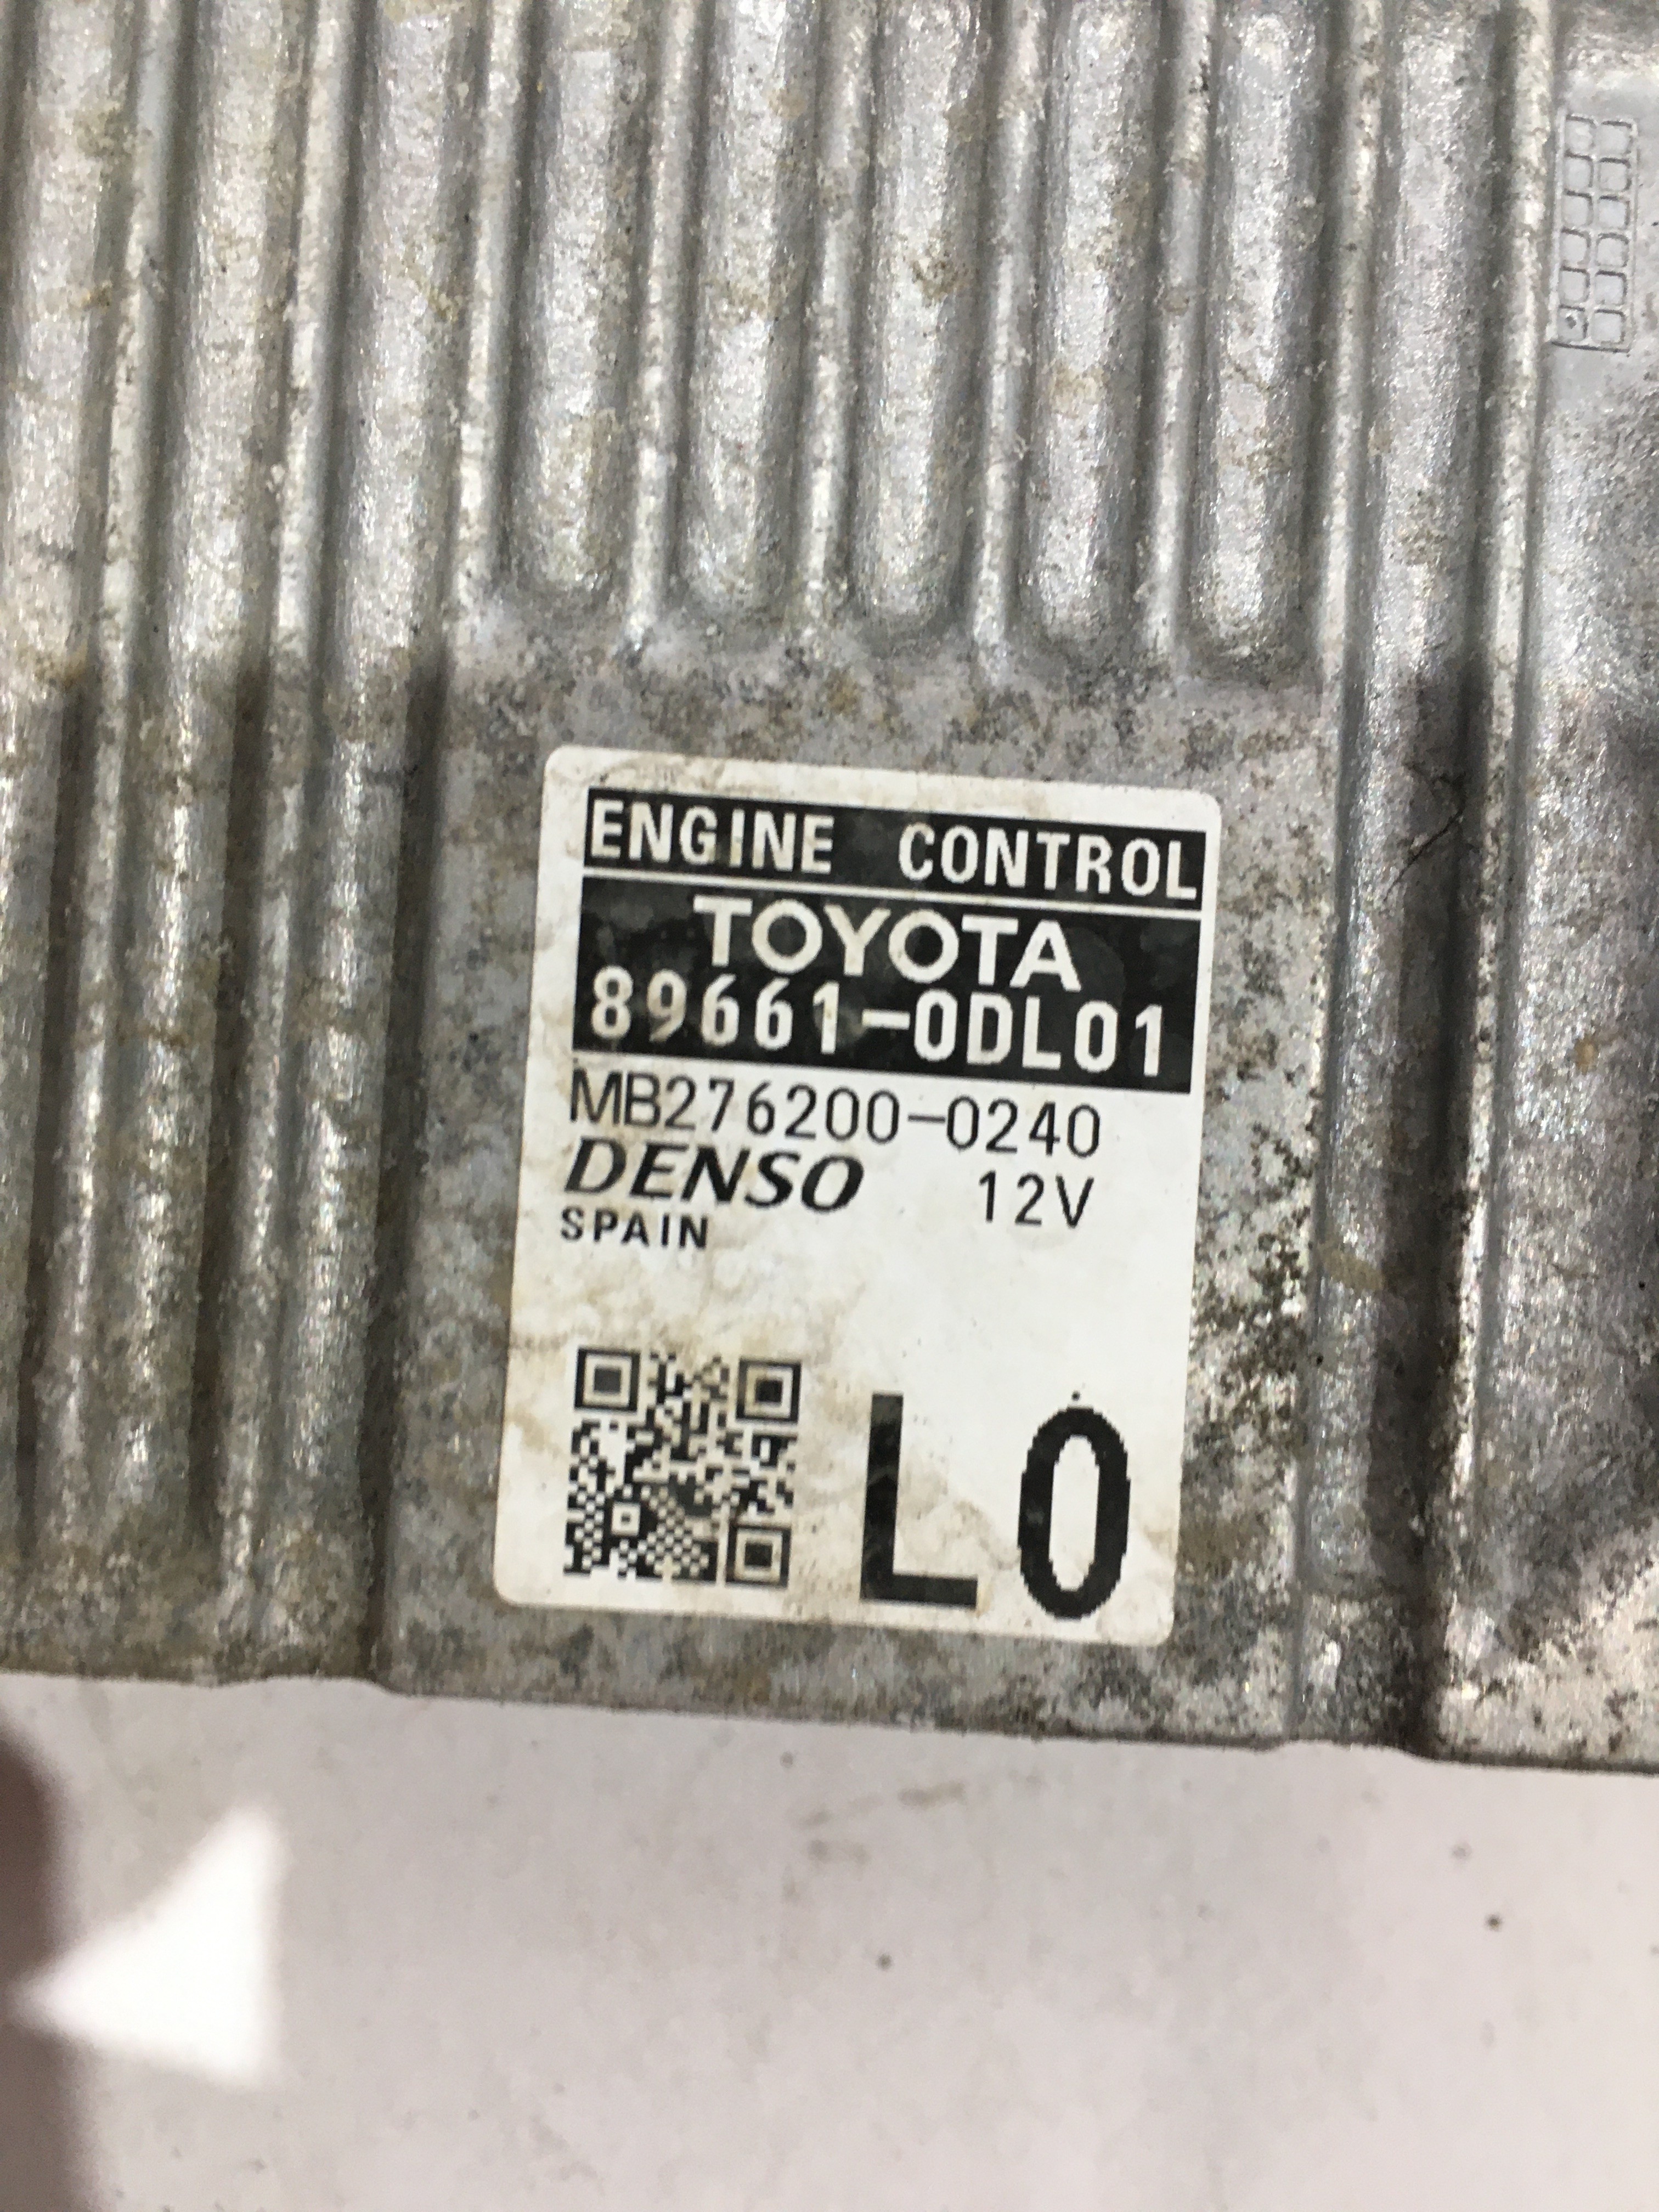 ENGINE CONTROL
TOYOTA
89661-0DL01
MB276200-0240
DENSO 12V
SPAIN
L0